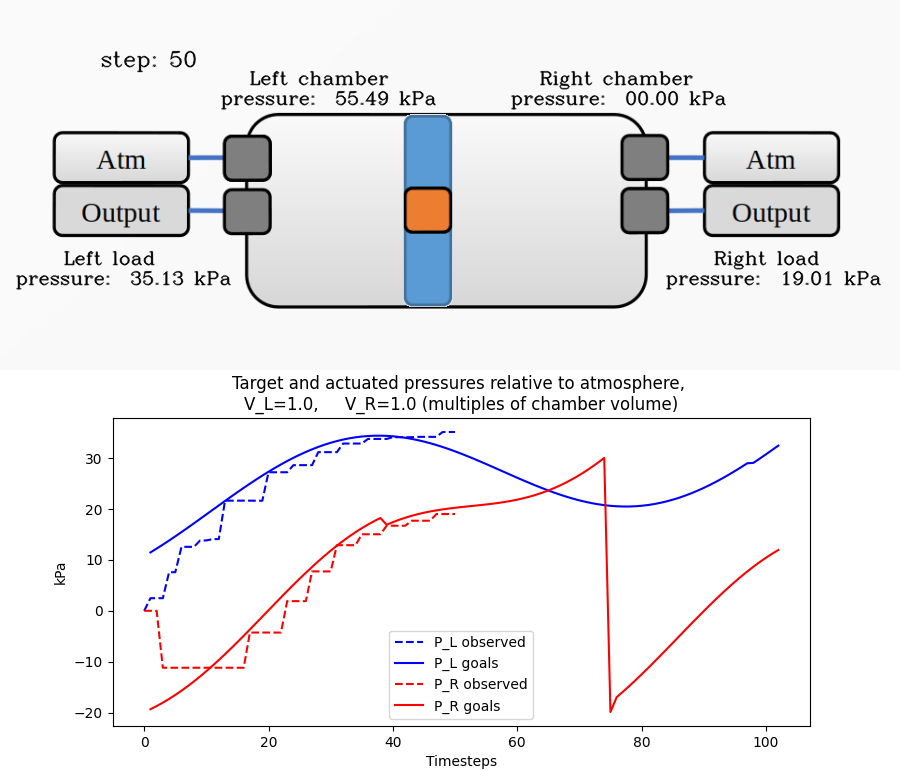 step: 50
Left chamber
pressure: 55.49 kPa
Right chamber
pressure: 00.00 kPa
Atm
Output
Atm
Output
Left load
pressure: 35.13 kPa
Right load
pressure: 19.01 kPa
Target and actuated pressures relative to atmosphere,
V_L=1.0, V_R=1.0 (multiples of chamber volume)
30
20
10
0
−10
−20
kPa
P_L observed
P_L goals
P_R observed
P_R goals
0 20 40 60 80 100
Timesteps